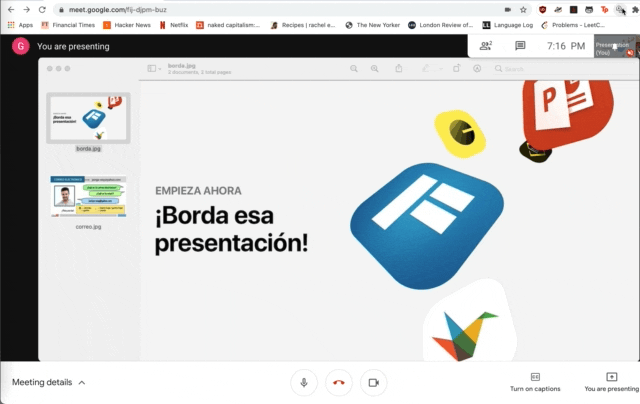 meet.google.com/fij-djpm-buz
Apps
Financial Times
Hacker News
Netflix
naked capitalism:...
Recipes | rachel e...
The New Yorker
London Review of...
Language Log
Problems - LeetC...
G
You are presenting
2
7:16 PM
Presentation
(You)
borda.jpg
2 documents, 2 total pages
Search
borda.jpg
correo.jpg
EMPIEZA AHORA
¡Borda esa
presentación!
P
Meeting details
Turn on captions
You are presenting